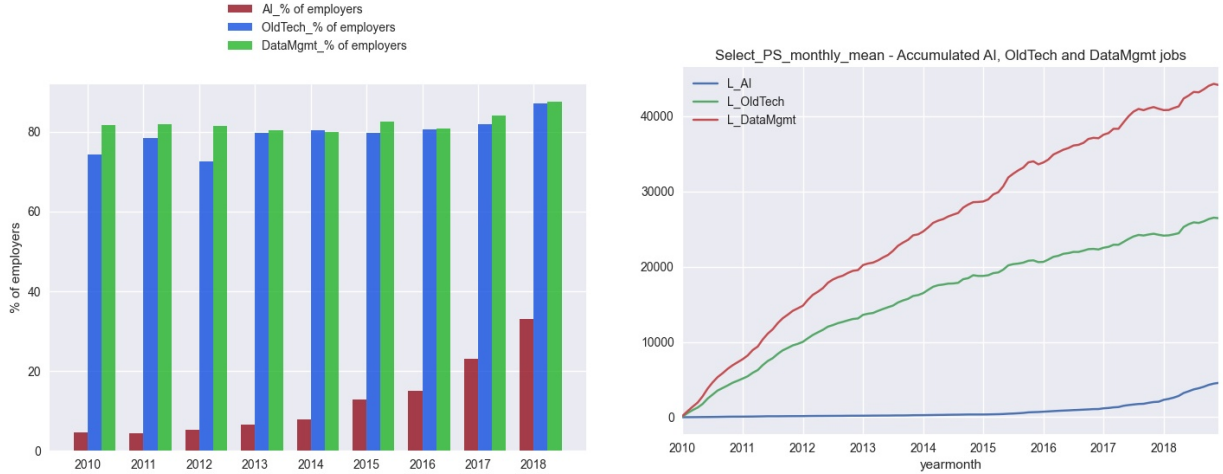 AI_% of employers
OldTech_% of employers
DataMgmt_% of employers
% of employers
80
60
40
20
0
2010 2011 2012 2013 2014 2015 2016 2017 2018
Select_PS_monthly_mean - Accumulated AI, OldTech and DataMgmt jobs
L_AI
L_OldTech
L_DataMgmt
40000
30000
20000
10000
0
2010 2011 2012 2013 2014 2015 2016 2017 2018
yearmonth